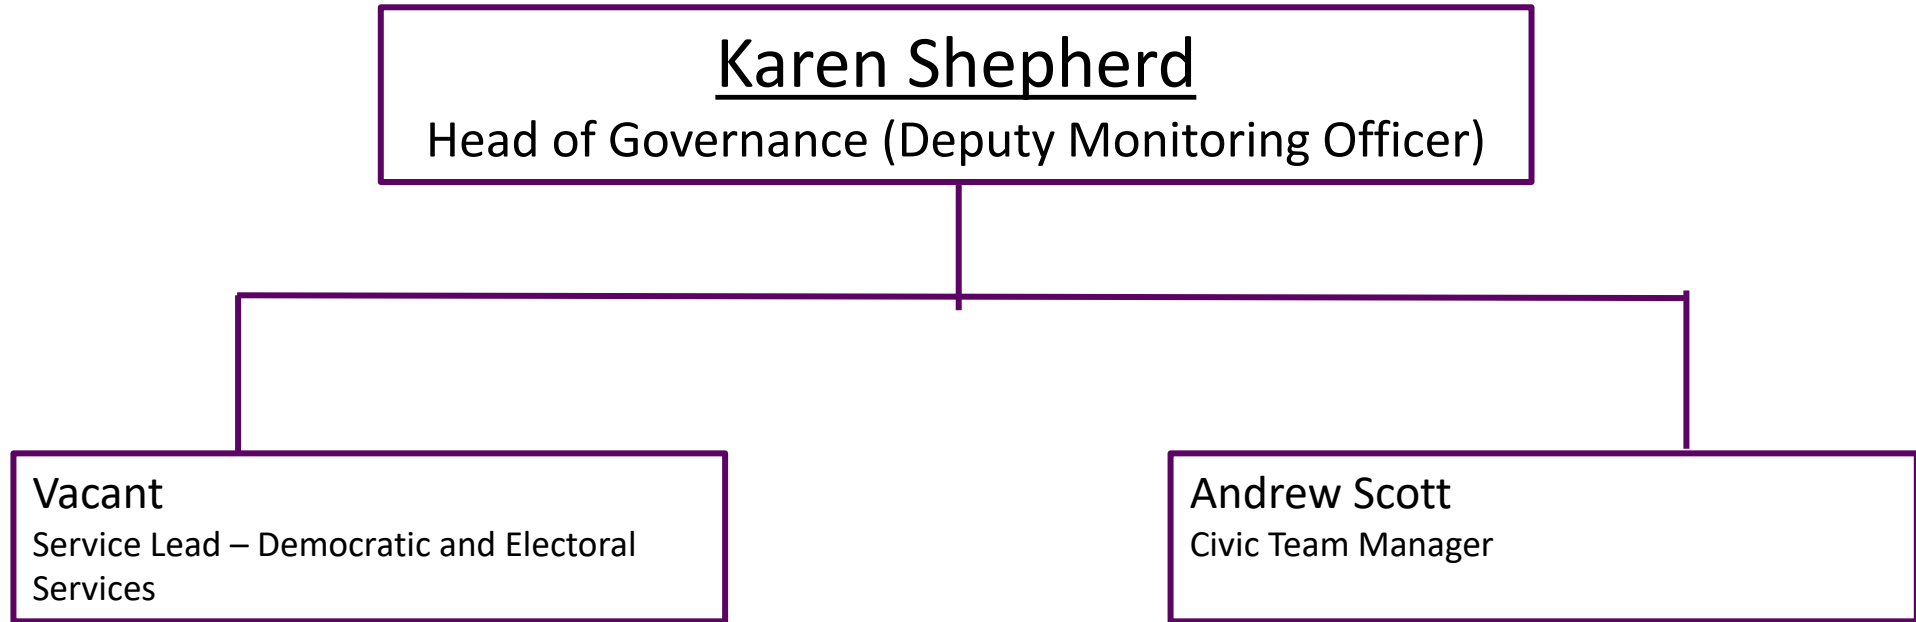 Karen Shepherd
Head of Governance (Deputy Monitoring Officer)
Vacant
Service Lead – Democratic and Electoral
Services
Andrew Scott
Civic Team Manager